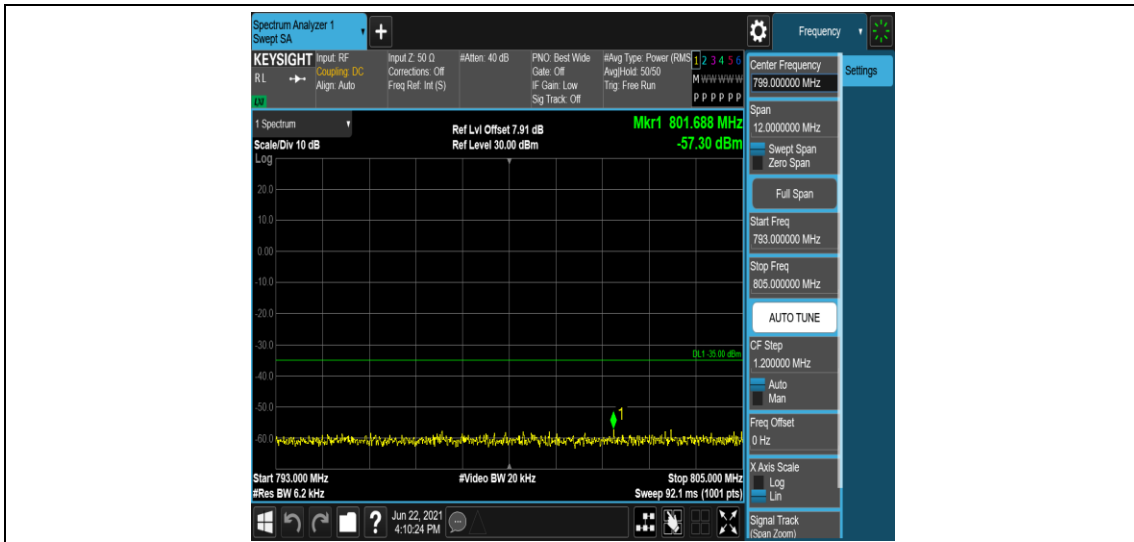 Spectrum Analyzer 1
Swept SA
+
Frequency
KEYSIGHT
RL
LXI
Input: RF
Coupling: DC
Align: Auto
Input Z: 50 Ω
Corrections: Off
Freq Ref: Int (S)
#Atten: 40 dB
PNO: Best Wide
Gate: Off
IF Gain: Low
Sig Track: Off
#Avg Type: Power (RMS
Avg|Hold: 50/50
Trig: Free Run
1 2 3 4 5 6
M W W W W W
P P P P P P
1 Spectrum
Scale/Div 10 dB
Ref Lvl Offset 7.91 dB
Ref Level 30.00 dBm
Mkr1 801.688 MHz
-57.30 dBm
Log
20.0
10.0
0.00
-10.0
-20.0
-30.0
DL1 -35.00 dBm
-40.0
-50.0
1
-60.0
Start 793.000 MHz
#Res BW 6.2 kHz
#Video BW 20 kHz
Stop 805.000 MHz
Sweep 92.1 ms (1001 pts)
?
Jun 22, 2021
4:10:24 PM
Center Frequency
799.000000 MHz
Settings
Span
12.0000000 MHz
Swept Span
Zero Span
Full Span
Start Freq
793.000000 MHz
Stop Freq
805.000000 MHz
AUTO TUNE
CF Step
1.200000 MHz
Auto
Man
Freq Offset
0 Hz
X Axis Scale
Log
Lin
Signal Track
(Span Zoom)